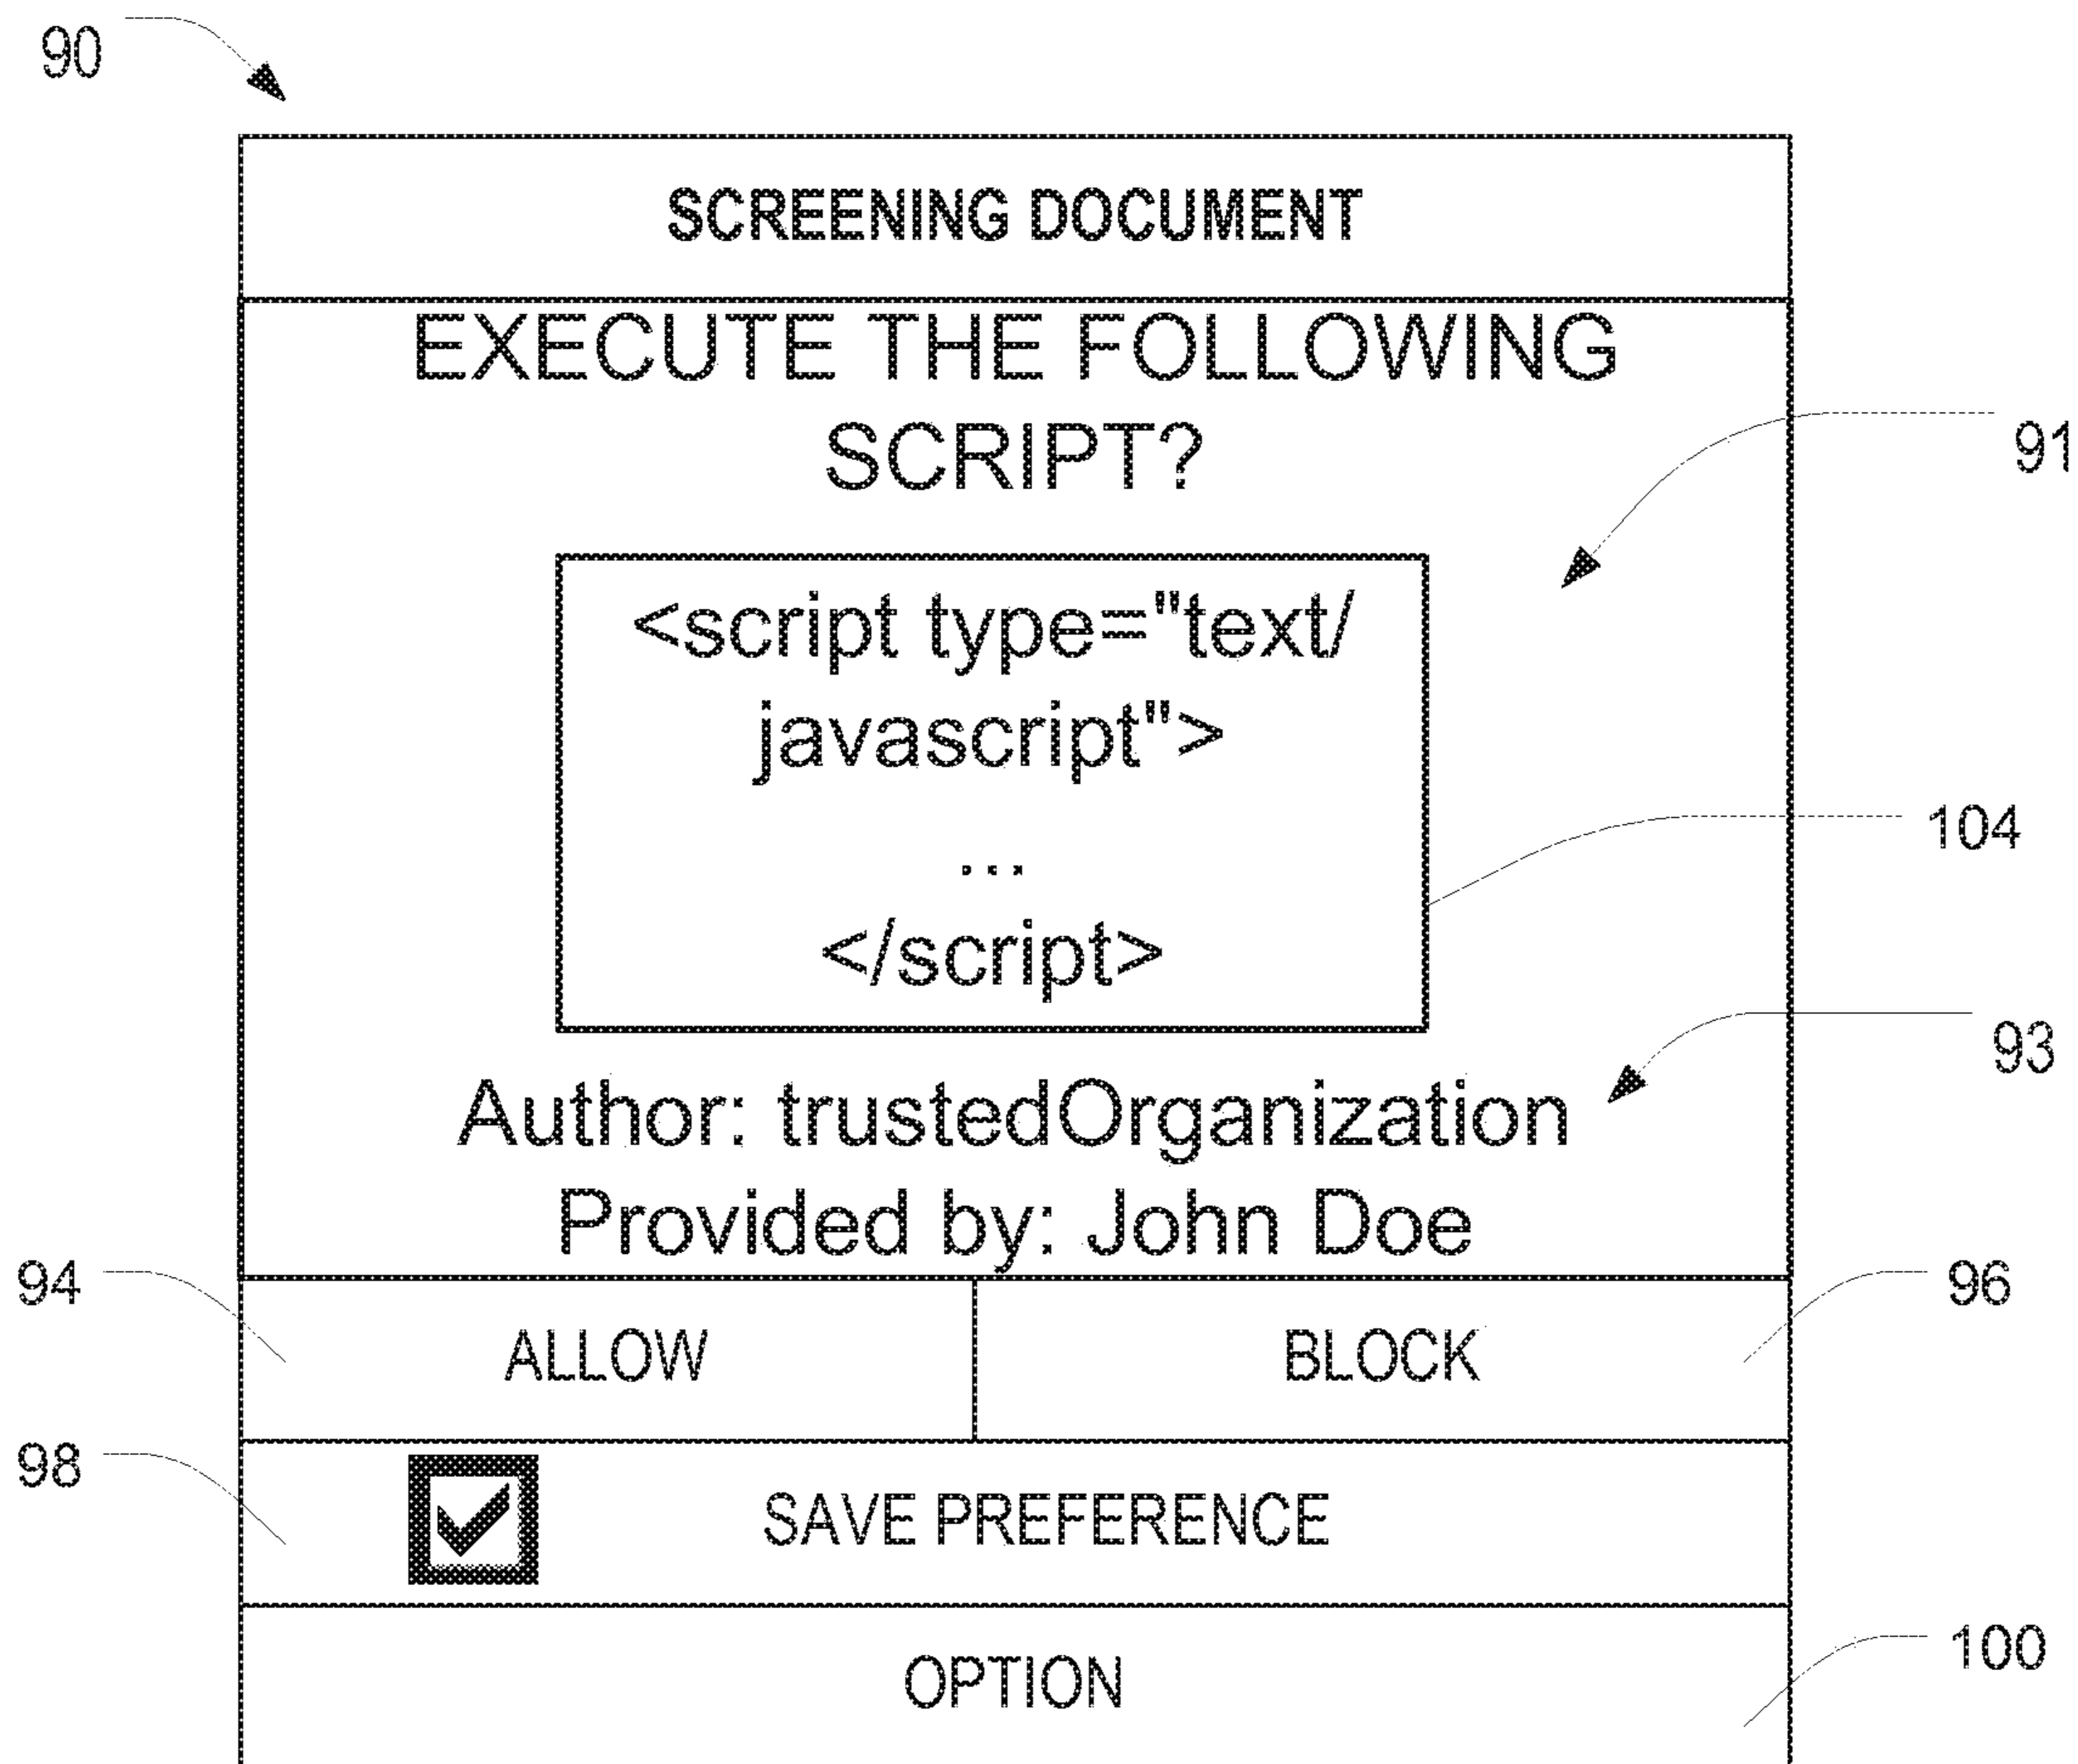 90
SCREENING DOCUMENT
EXECUTE THE FOLLOWING
SCRIPT?
91
<script type="text/
javascript">
...
</script>
104
93
Author: trustedOrganization
Provided by: John Doe
94
96
ALLOW
BLOCK
98
SAVE PREFERENCE
100
OPTION